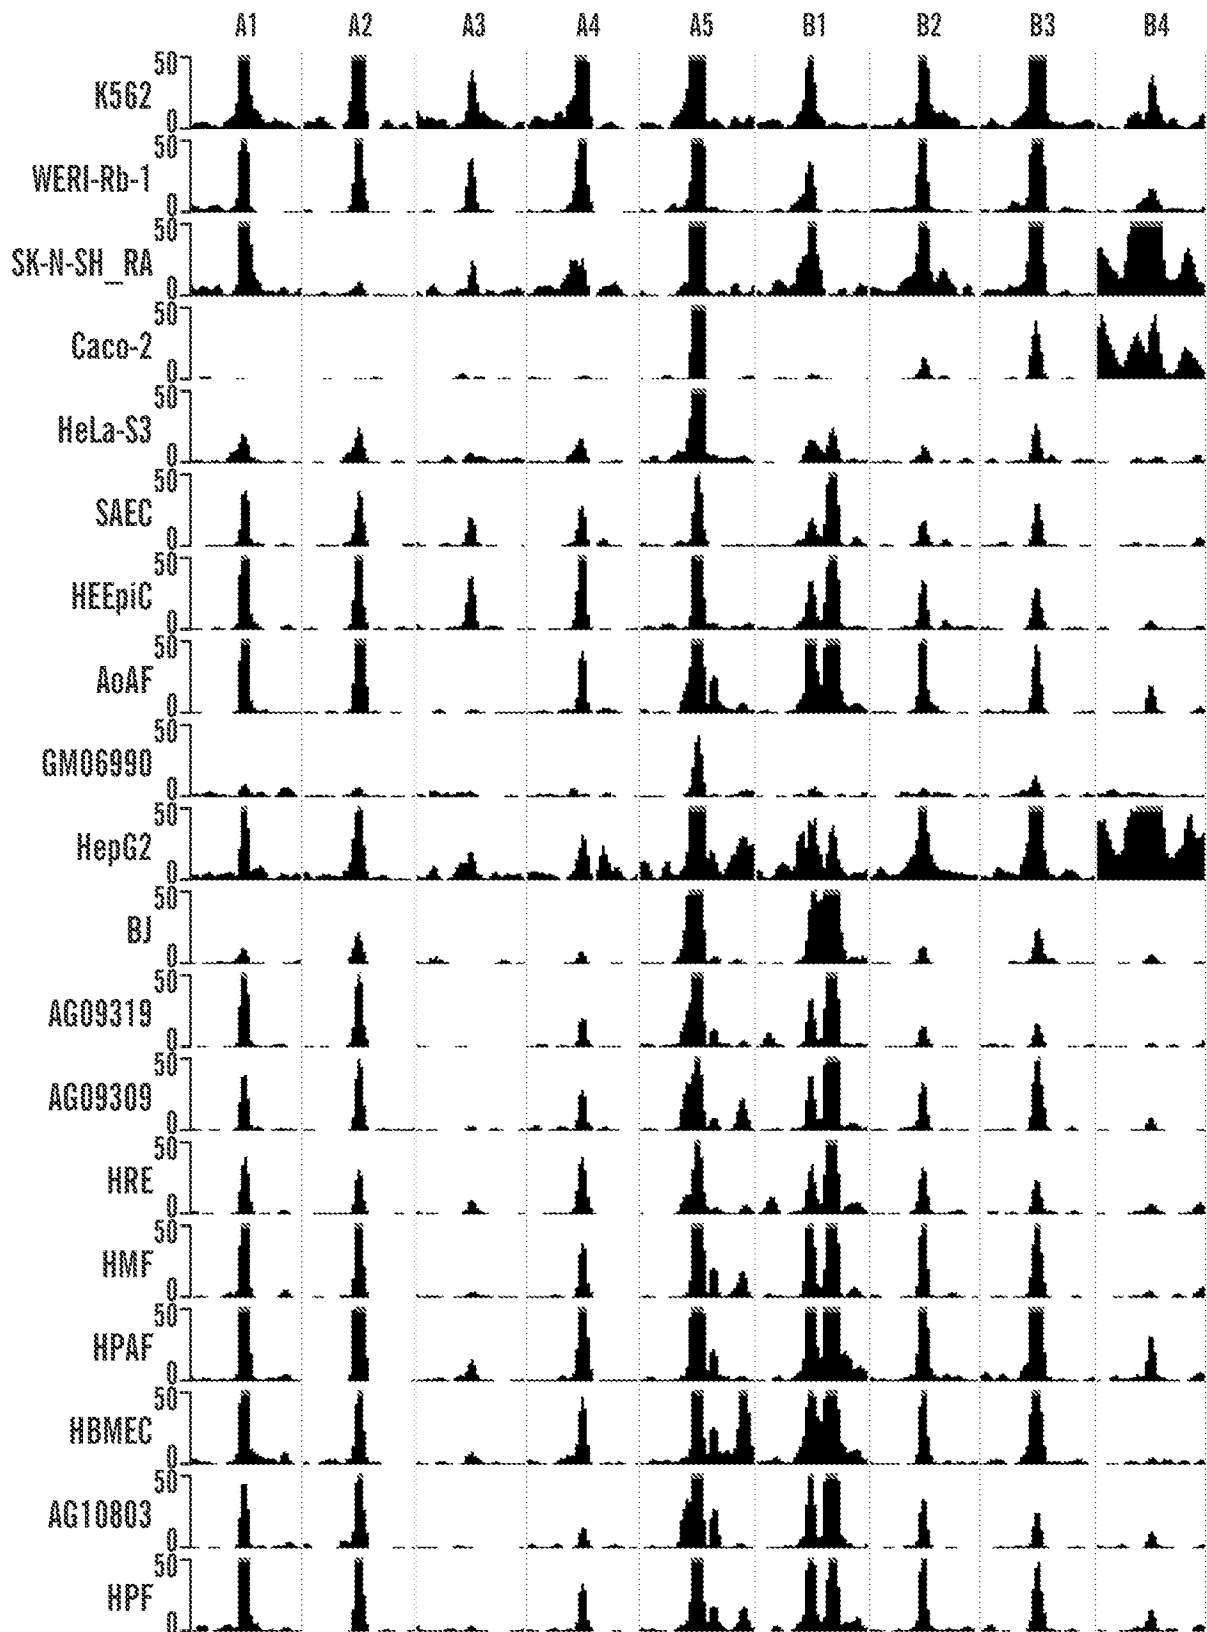 A1 A2 A3 A4 A5 B1 B2 B3 B4
50
K562
0
50
WERI-Rb-1
0
50
SK-N-SH_RA
0
50
Caco-2
0
50
HeLa-S3
0
50
SAEC
0
50
HEEpiC
0
50
AoAF
0
50
GM06990
0
50
HepG2
0
50
BJ
0
50
AG09319
0
50
AG09309
0
50
HRE
0
50
HMF
0
50
HPAF
0
50
HBMEC
0
50
AG10803
0
50
HPF
0